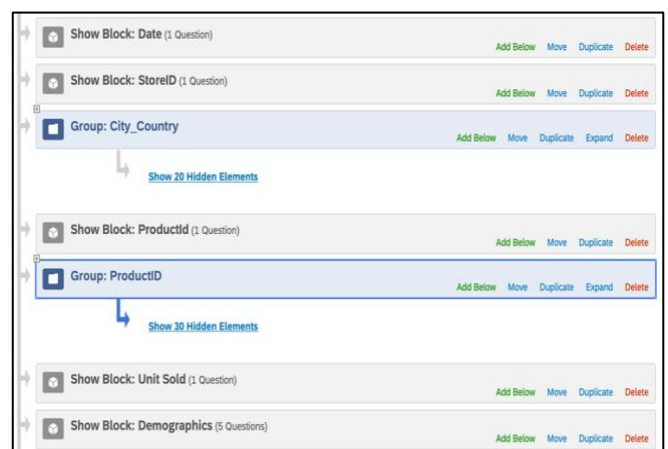 Show Block: Date (1 Question)
Add Below Move Duplicate Delete
Show Block: StoreID (1 Question)
Add Below Move Duplicate Delete
Group: City_Country
Add Below Move Duplicate Expand Delete
Show 20 Hidden Elements
Show Block: ProductId (1 Question)
Add Below Move Duplicate Delete
Group: ProductID
Add Below Move Duplicate Expand Delete
Show 30 Hidden Elements
Show Block: Unit Sold (1 Question)
Add Below Move Duplicate Delete
Show Block: Demographics (5 Questions)
Add Below Move Duplicate Delete